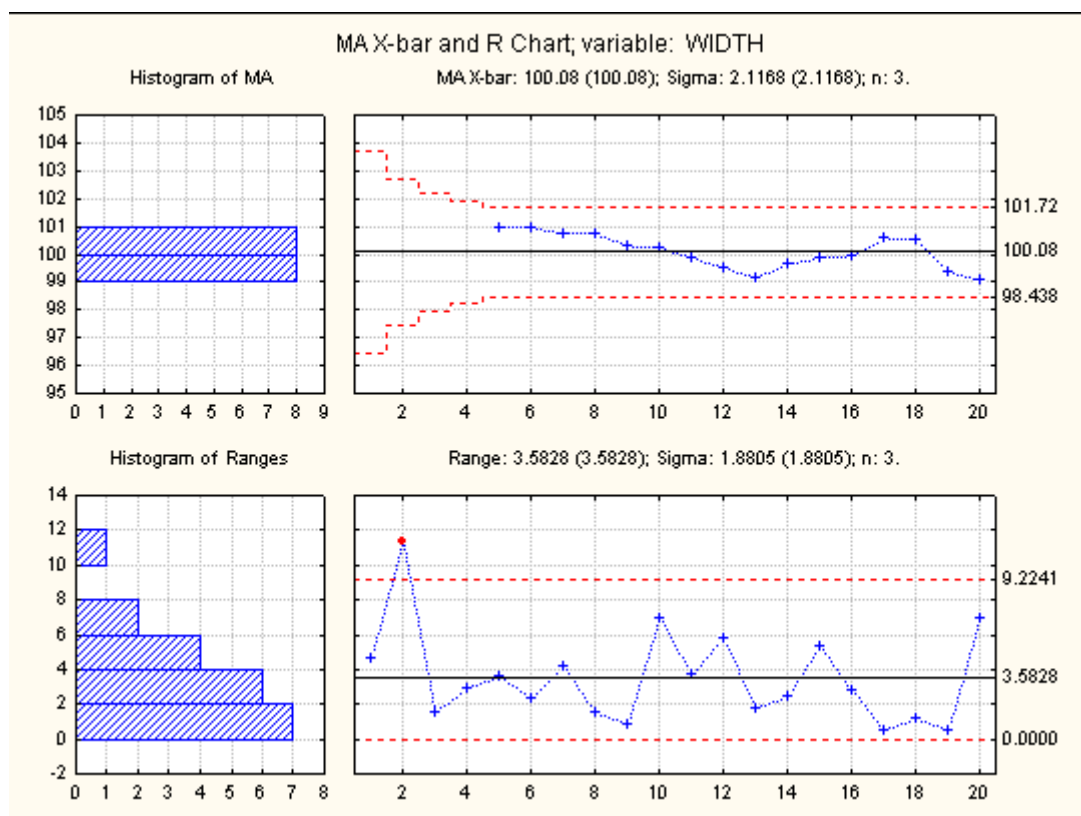 MA X-bar and R Chart; variable: WIDTH
Histogram of MA
MA X-bar: 100.08 (100.08); Sigma: 2.1168 (2.1168); n: 3.
105
104
103
102
101
100
99
98
97
96
95
0 1 2 3 4 5 6 7 8 9
101.72
100.08
98.438
2 4 6 8 10 12 14 16 18 20
Histogram of Ranges
Range: 3.5828 (3.5828); Sigma: 1.8805 (1.8805); n: 3.
14
12
10
8
6
4
2
0
-2
0 1 2 3 4 5 6 7 8
9.2241
3.5828
0.0000
2 4 6 8 10 12 14 16 18 20